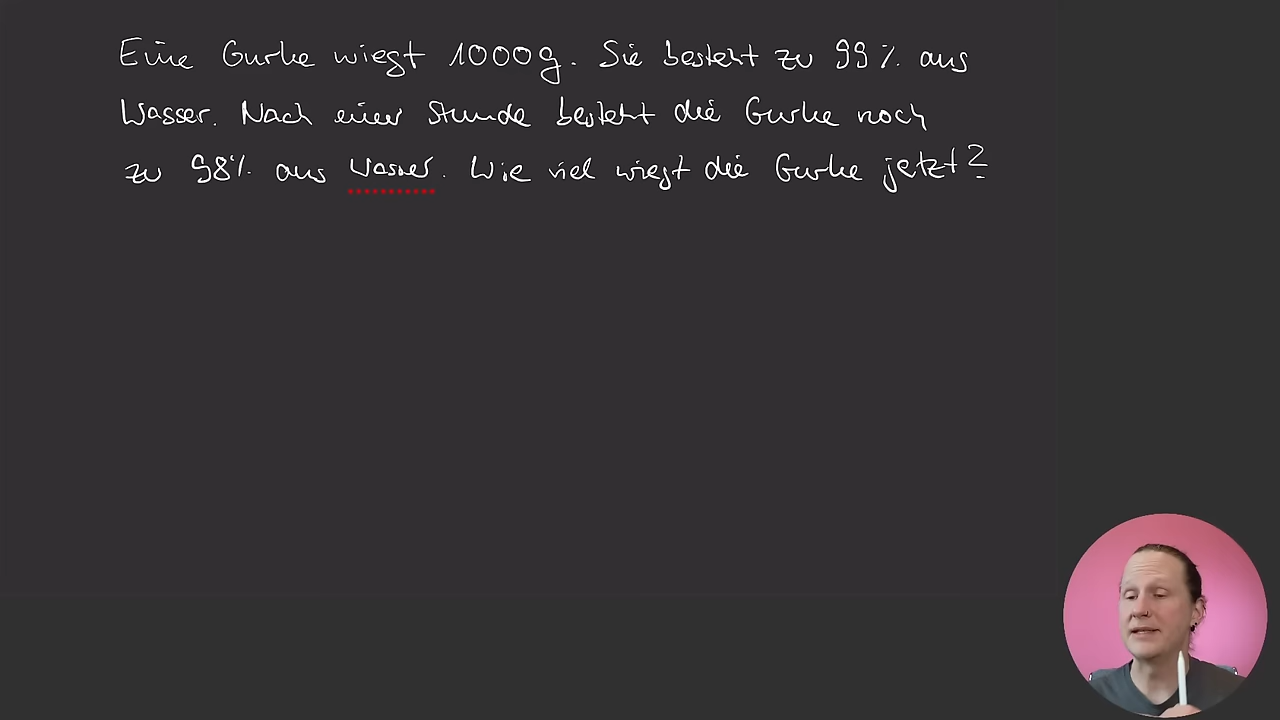 Eine Gurke wiegt 1000g. Sie besteht zu 99% aus
Wasser. Nach einer Stunde besteht die Gurke noch
zu 98% aus Wasser. Wie viel wiegt die Gurke jetzt?